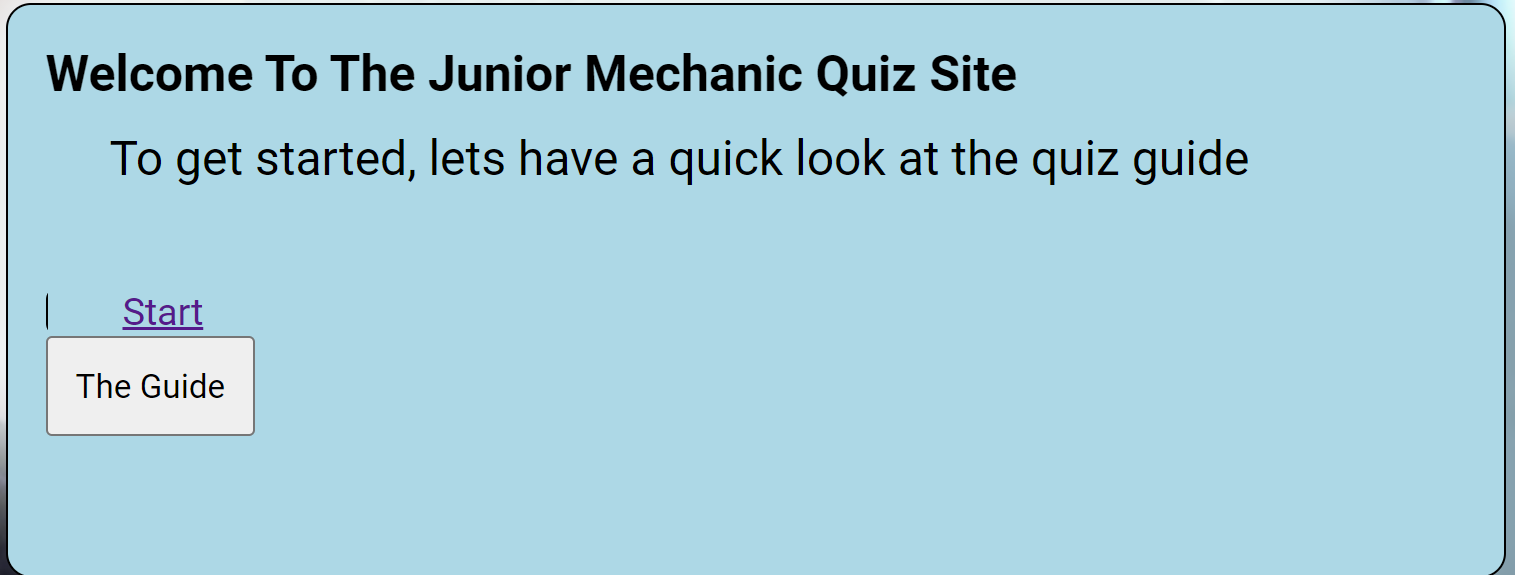 Welcome To The Junior Mechanic Quiz Site
To get started, lets have a quick look at the quiz guide
Start
The Guide